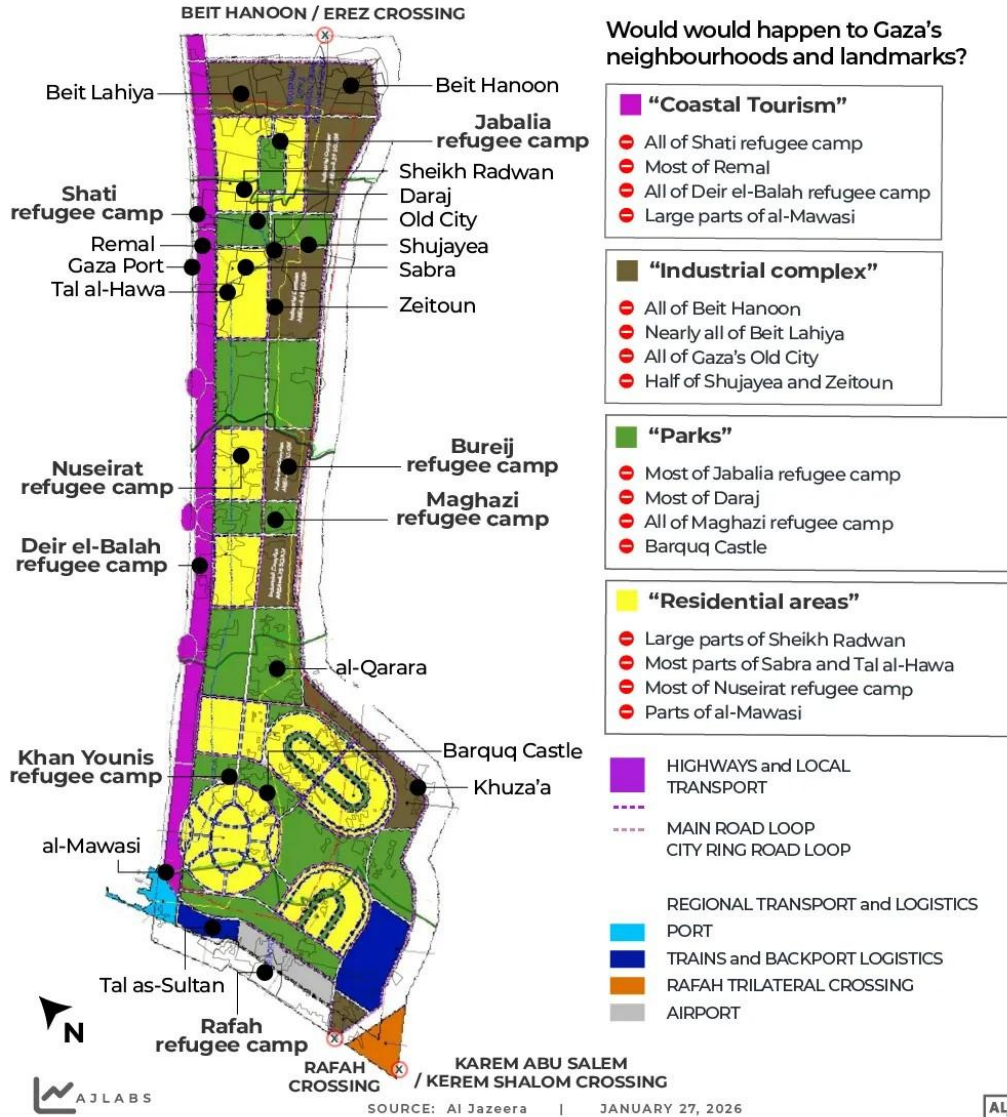 BEIT HANOON / EREZ CROSSING
Beit Lahiya
Beit Hanoon
Jabalia
refugee camp
Sheikh Radwan
Daraj
Shati
refugee camp
Old City
Remal
Shujayea
Gaza Port
Sabra
Tal al-Hawa
Zeitoun
Nuseirat
refugee camp
Bureij
refugee camp
Maghazi
refugee camp
Deir el-Balah
refugee camp
al-Qarara
Khan Younis
refugee camp
Barquq Castle
Khuza'a
al-Mawasi
Tal as-Sultan
N
Rafah
refugee camp
RAFAH
CROSSING
KAREM ABU SALEM
/ KEREM SHALOM CROSSING
Would would happen to Gaza's
neighbourhoods and landmarks?
"Coastal Tourism"
All of Shati refugee camp
Most of Remal
All of Deir el-Balah refugee camp
Large parts of al-Mawasi
"Industrial complex"
All of Beit Hanoon
Nearly all of Beit Lahiya
All of Gaza's Old City
Half of Shujayea and Zeitoun
"Parks"
Most of Jabalia refugee camp
Most of Daraj
All of Maghazi refugee camp
Barquq Castle
"Residential areas"
Large parts of Sheikh Radwan
Most parts of Sabra and Tal al-Hawa
Most of Nuseirat refugee camp
Parts of al-Mawasi
HIGHWAYS and LOCAL
TRANSPORT
MAIN ROAD LOOP
CITY RING ROAD LOOP
REGIONAL TRANSPORT and LOGISTICS
PORT
TRAINS and BACKPORT LOGISTICS
RAFAH TRILATERAL CROSSING
AIRPORT
AJLABS
SOURCE: Al Jazeera | JANUARY 27, 2026